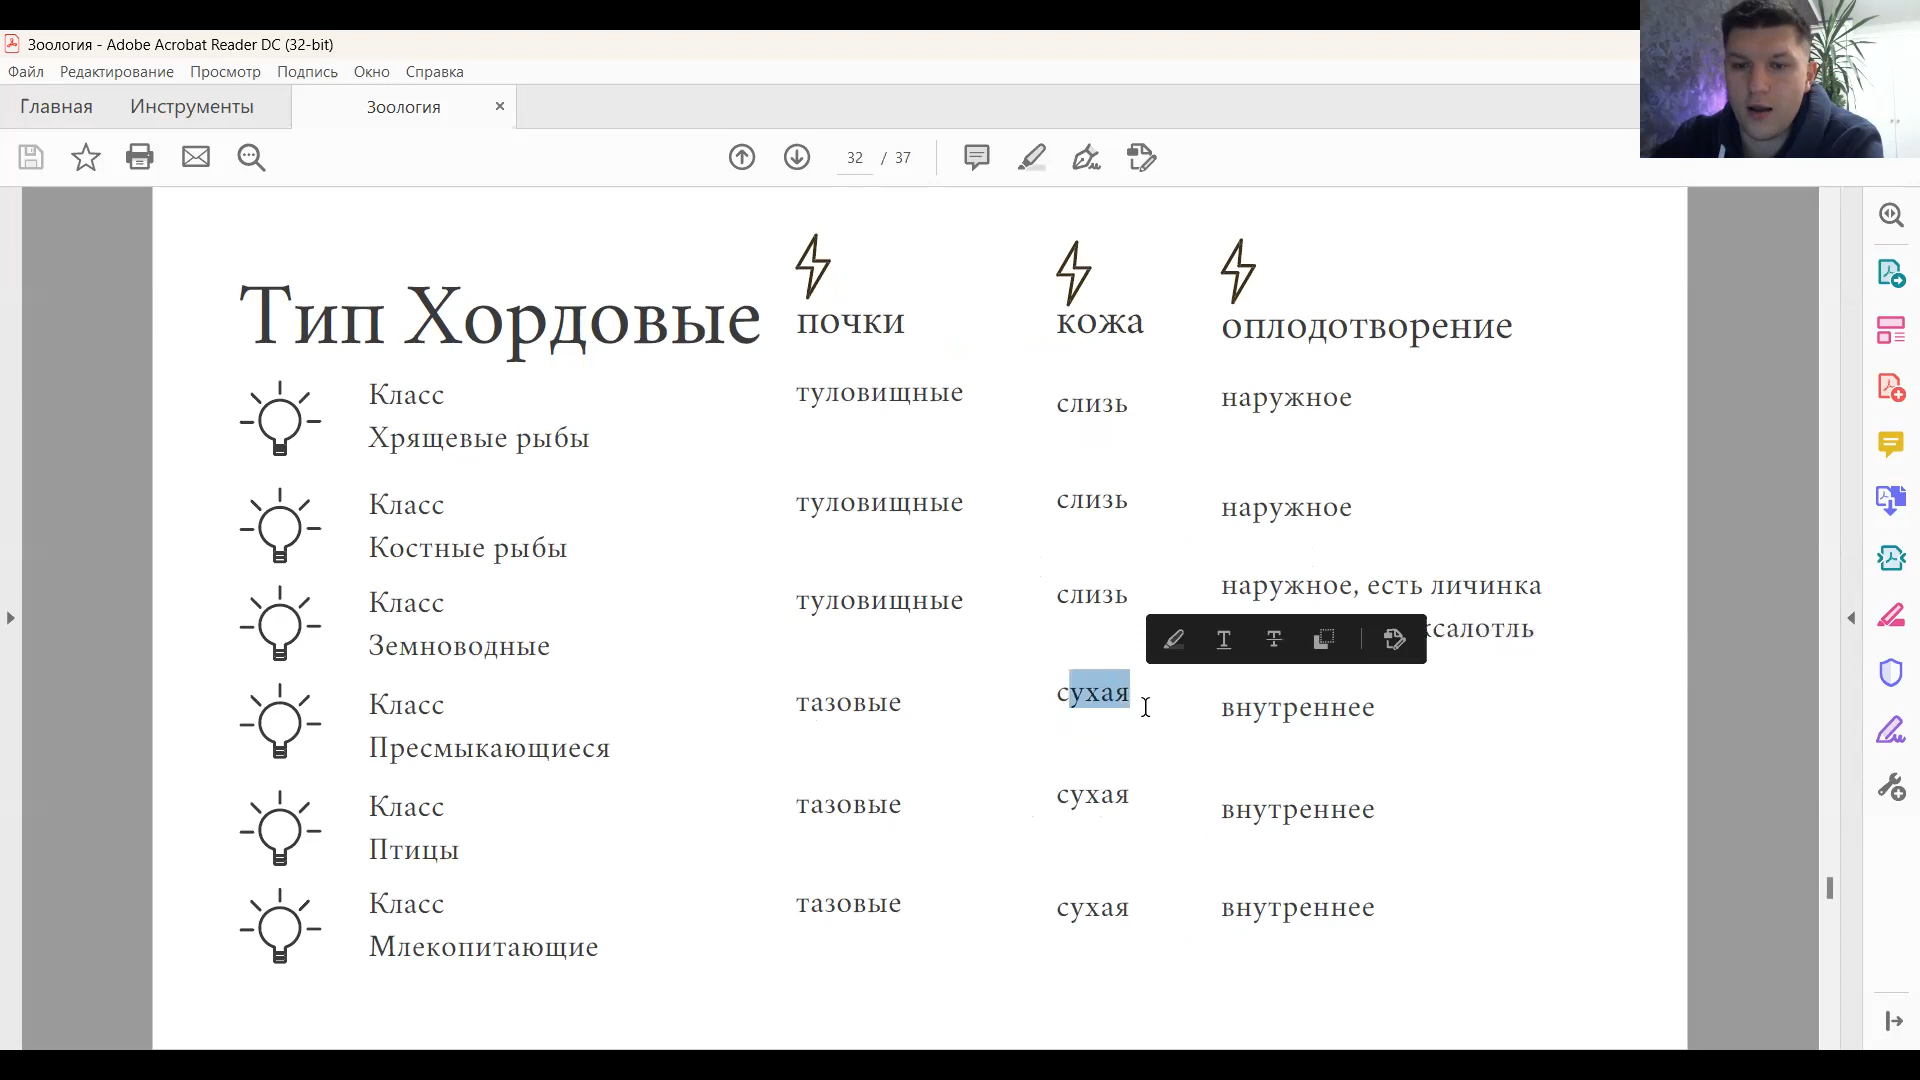 Зоология - Adobe Acrobat Reader DC (32-bit)
Файл Редактирование Просмотр Подпись Окно Справка
Главная Инструменты Зоология
32 / 37
Тип Хордовые почки кожа оплодотворение
Класс
Хрящевые рыбы
туловищные слизь наружное
Класс
Костные рыбы
туловищные слизь наружное
Класс
Земноводные
туловищные слизь наружное, есть личинка
Класс
Пресмыкающиеся
тазовые сухая внутреннее
Класс
Птицы
тазовые сухая внутреннее
Класс
Млекопитающие
тазовые сухая внутреннее